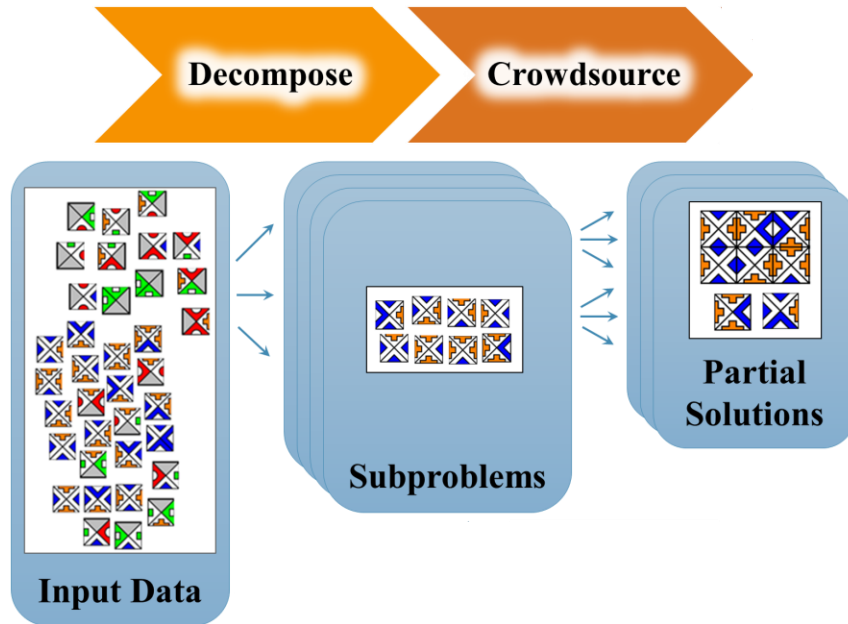 Decompose
Crowdsource
Input Data
Subproblems
Partial
Solutions